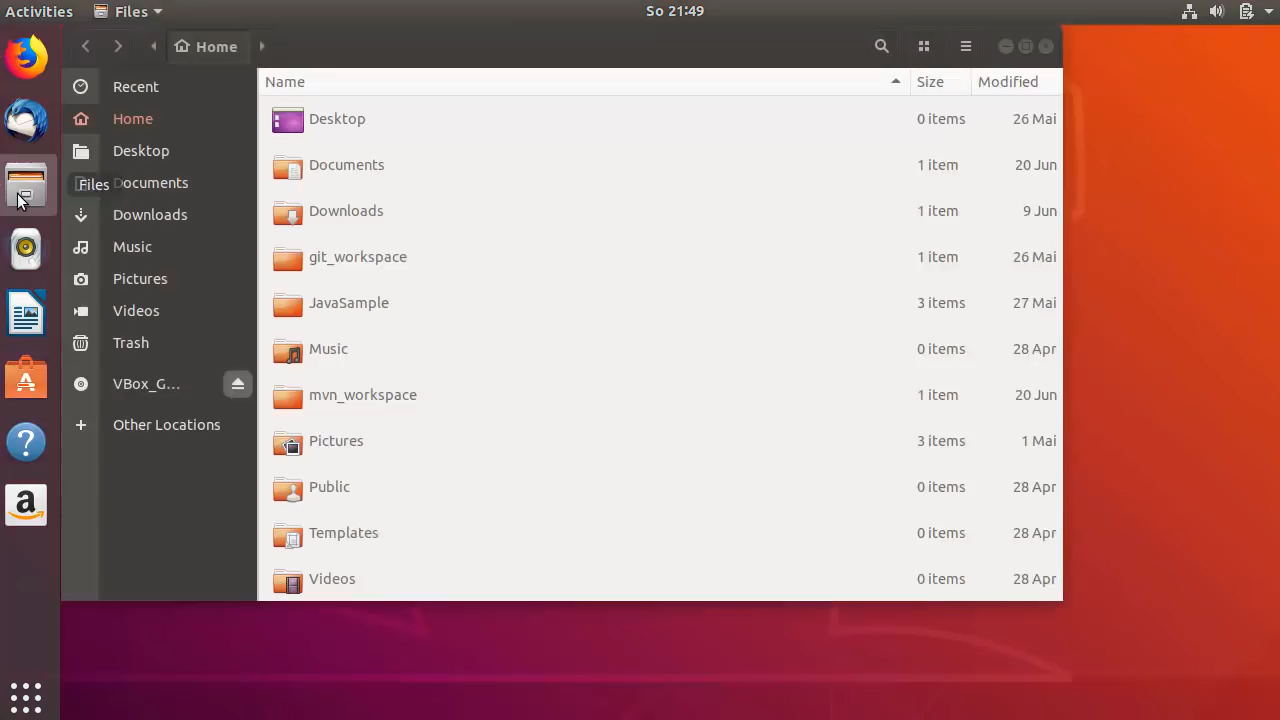 Activities Files So 21:49
Home
Recent
Home
Desktop
Documents
Downloads
Music
Pictures
Videos
Trash
VBox_G…
Other Locations
Files
Name Size Modified
Desktop 0 items 26 Mai
Documents 1 item 20 Jun
Downloads 1 item 9 Jun
git_workspace 1 item 26 Mai
JavaSample 3 items 27 Mai
Music 0 items 28 Apr
mvn_workspace 1 item 20 Jun
Pictures 3 items 1 Mai
Public 0 items 28 Apr
Templates 0 items 28 Apr
Videos 0 items 28 Apr